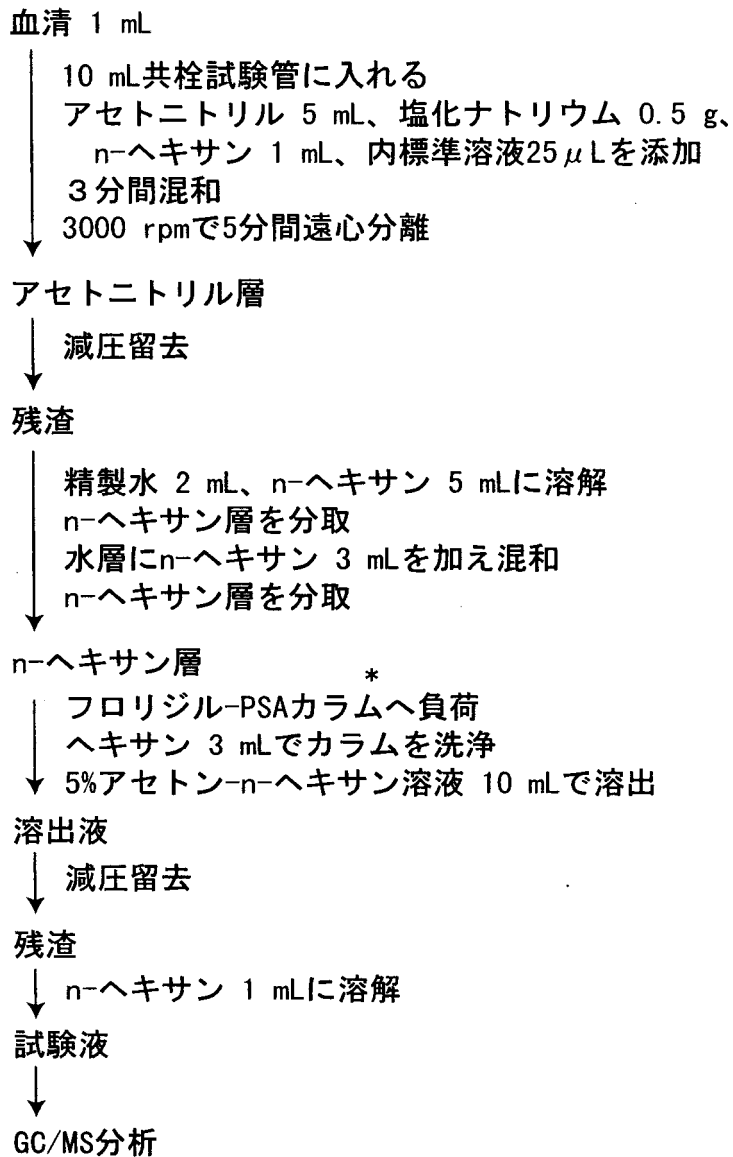 血清 1 mL
10 mL共栓試験管に入れる
アセトニトリル 5 mL、塩化ナトリウム 0.5 g、
n-ヘキサン 1 mL、内標準溶液25μLを添加
３分間混和
3000 rpmで5分間遠心分離
アセトニトリル層
減圧留去
残渣
精製水 2 mL、n-ヘキサン 5 mLに溶解
n-ヘキサン層を分取
水層にn-ヘキサン 3 mLを加え混和
n-ヘキサン層を分取
n-ヘキサン層
*
フロリジル-PSAカラムへ負荷
ヘキサン 3 mLでカラムを洗浄
5%アセトン-n-ヘキサン溶液 10 mLで溶出
溶出液
減圧留去
残渣
n-ヘキサン 1 mLに溶解
試験液
GC/MS分析